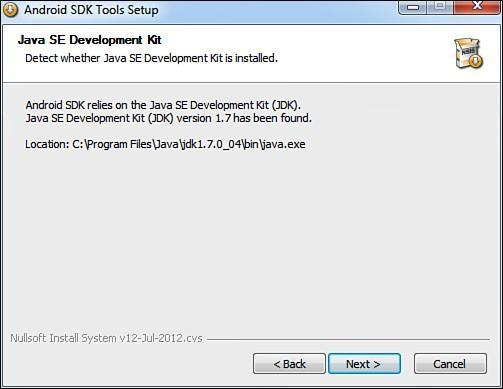 Android SDK Tools Setup
Java SE Development Kit
Detect whether Java SE Development Kit is installed.
NSIS
Android SDK relies on the Java SE Development Kit (JDK).
Java SE Development Kit (JDK) version 1.7 has been found.
Location: C:\Program Files\Java\jdk1.7.0_04\bin\java.exe
Nullsoft Install System v12-Jul-2012.cvs
< Back
Next >
Cancel